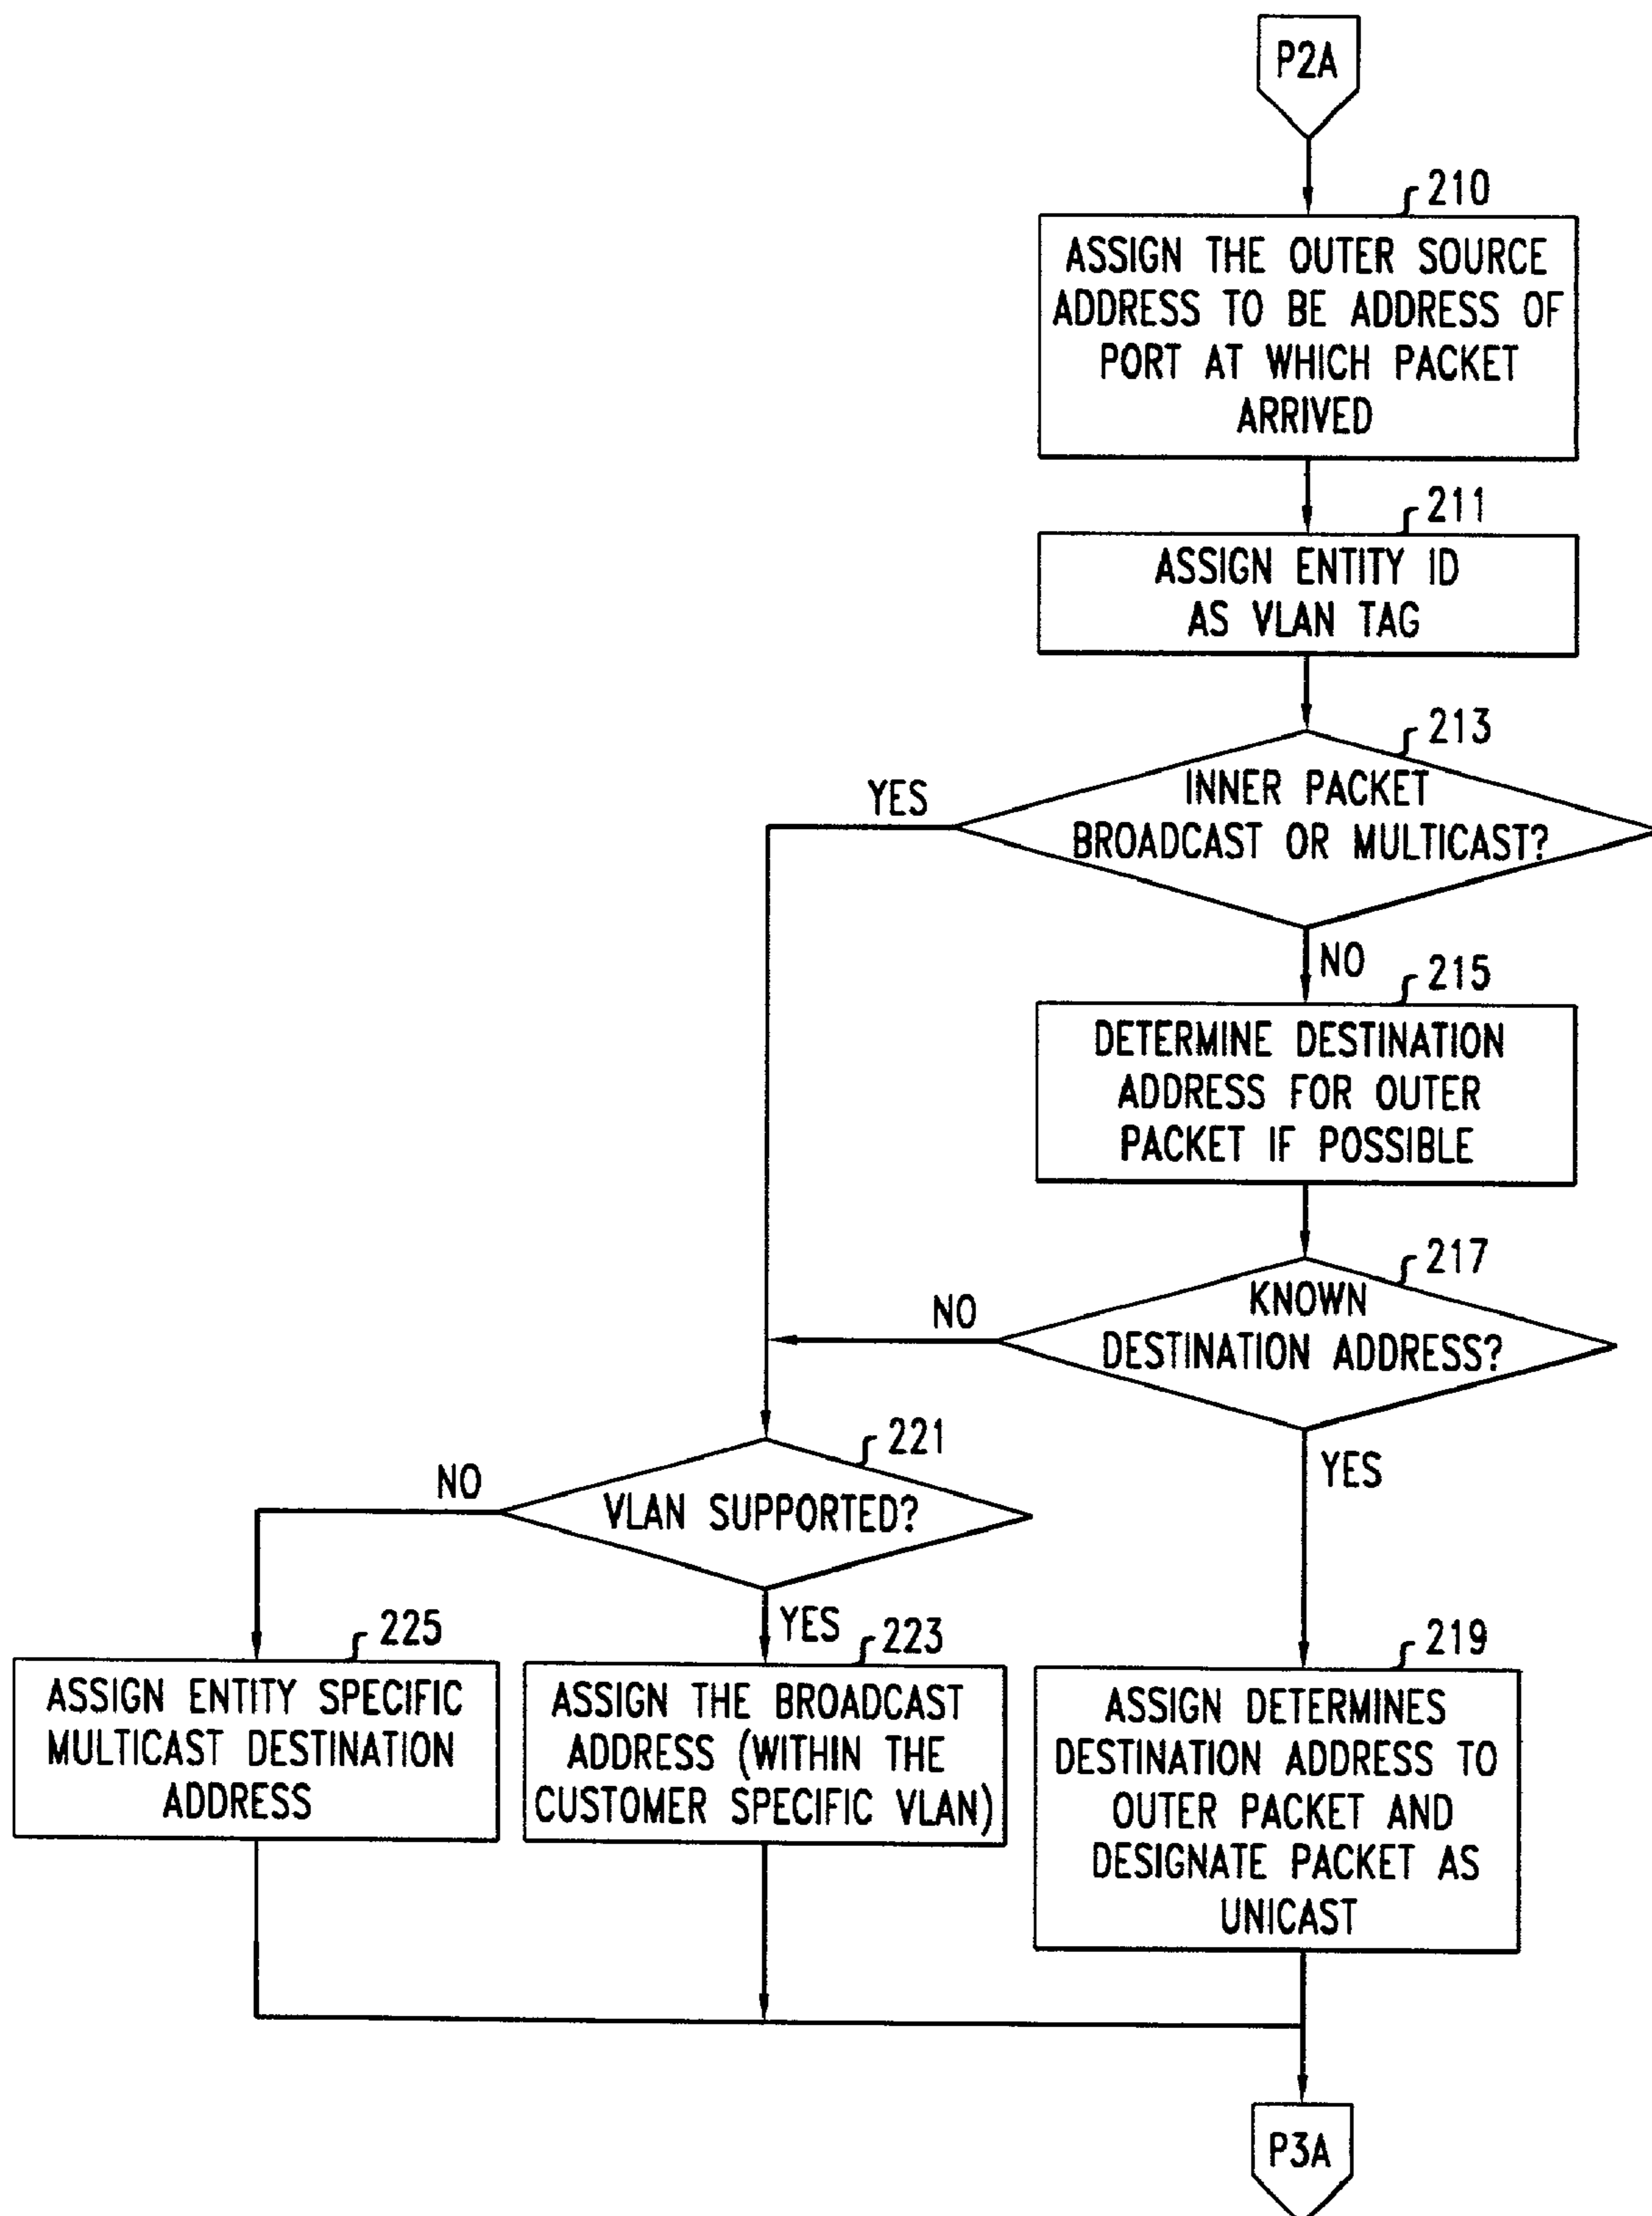 P2A
210
ASSIGN THE OUTER SOURCE
ADDRESS TO BE ADDRESS OF
PORT AT WHICH PACKET
ARRIVED
211
ASSIGN ENTITY ID
AS VLAN TAG
213
INNER PACKET
BROADCAST OR MULTICAST?
YES
NO
215
DETERMINE DESTINATION
ADDRESS FOR OUTER
PACKET IF POSSIBLE
217
KNOWN
DESTINATION ADDRESS?
NO
YES
221
VLAN SUPPORTED?
NO
YES
225
ASSIGN ENTITY SPECIFIC
MULTICAST DESTINATION
ADDRESS
223
ASSIGN THE BROADCAST
ADDRESS (WITHIN THE
CUSTOMER SPECIFIC VLAN)
219
ASSIGN DETERMINES
DESTINATION ADDRESS TO
OUTER PACKET AND
DESIGNATE PACKET AS
UNICAST
P3A